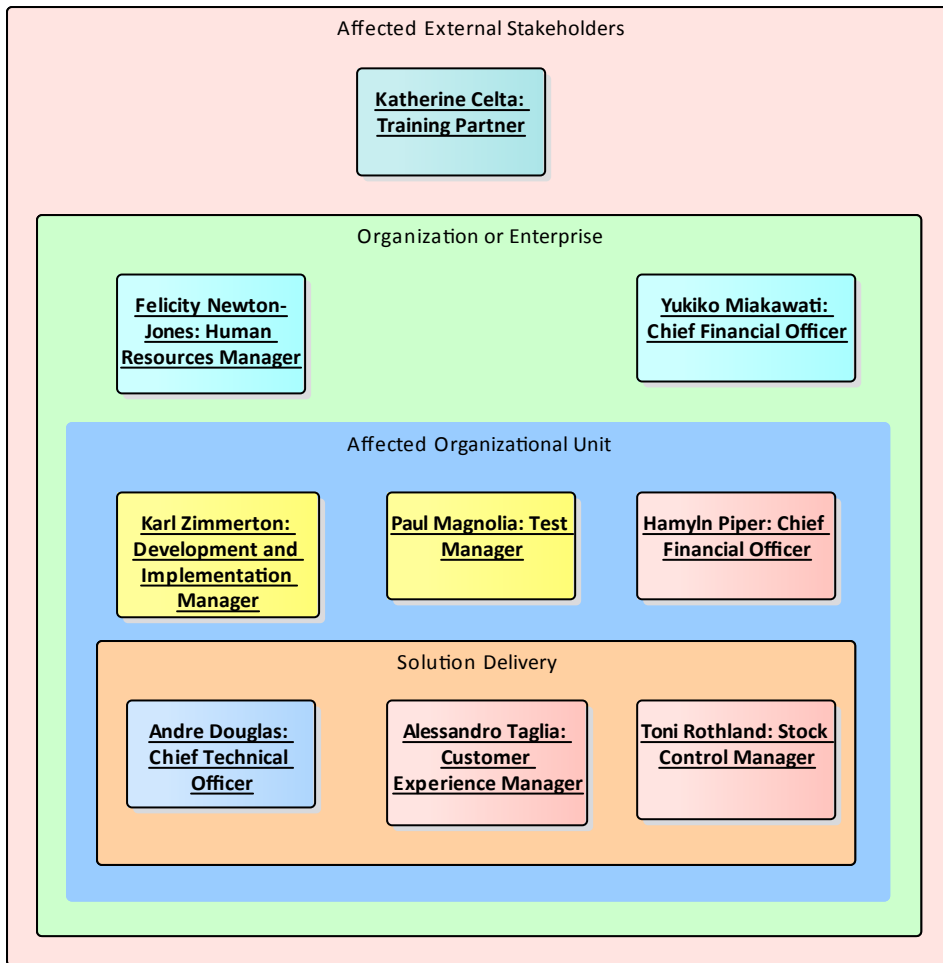 Affected External Stakeholders
Katherine Celta:
Training Partner
Organization or Enterprise
Felicity Newton-
Jones: Human
Resources Manager
Yukiko Miakawati:
Chief Financial Officer
Affected Organizational Unit
Karl Zimmerton:
Development and
Implementation
Manager
Paul Magnolia: Test
Manager
Hamyln Piper: Chief
Financial Officer
Solution Delivery
Andre Douglas:
Chief Technical
Officer
Alessandro Taglia:
Customer
Experience Manager
Toni Rothland: Stock
Control Manager